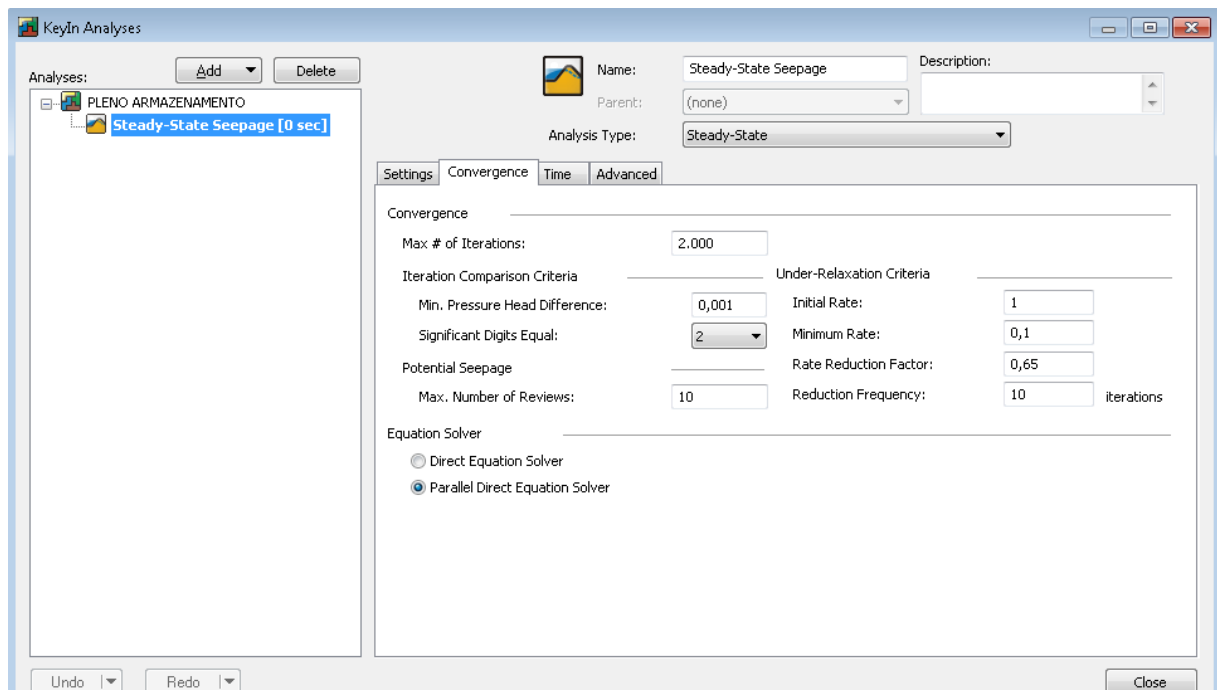 KeyIn Analyses
Analyses:
Add
Delete
PLENO ARMAZENAMENTO
Steady-State Seepage [0 sec]
Name:
Steady-State Seepage
Description:
Parent:
(none)
Analysis Type:
Steady-State
Settings
Convergence
Time
Advanced
Convergence
Max # of Iterations:
2.000
Iteration Comparison Criteria
Min. Pressure Head Difference:
0,001
Significant Digits Equal:
2
Potential Seepage
Max. Number of Reviews:
10
Under-Relaxation Criteria
Initial Rate:
1
Minimum Rate:
0,1
Rate Reduction Factor:
0,65
Reduction Frequency:
10
iterations
Equation Solver
Direct Equation Solver
Parallel Direct Equation Solver
Undo
Redo
Close